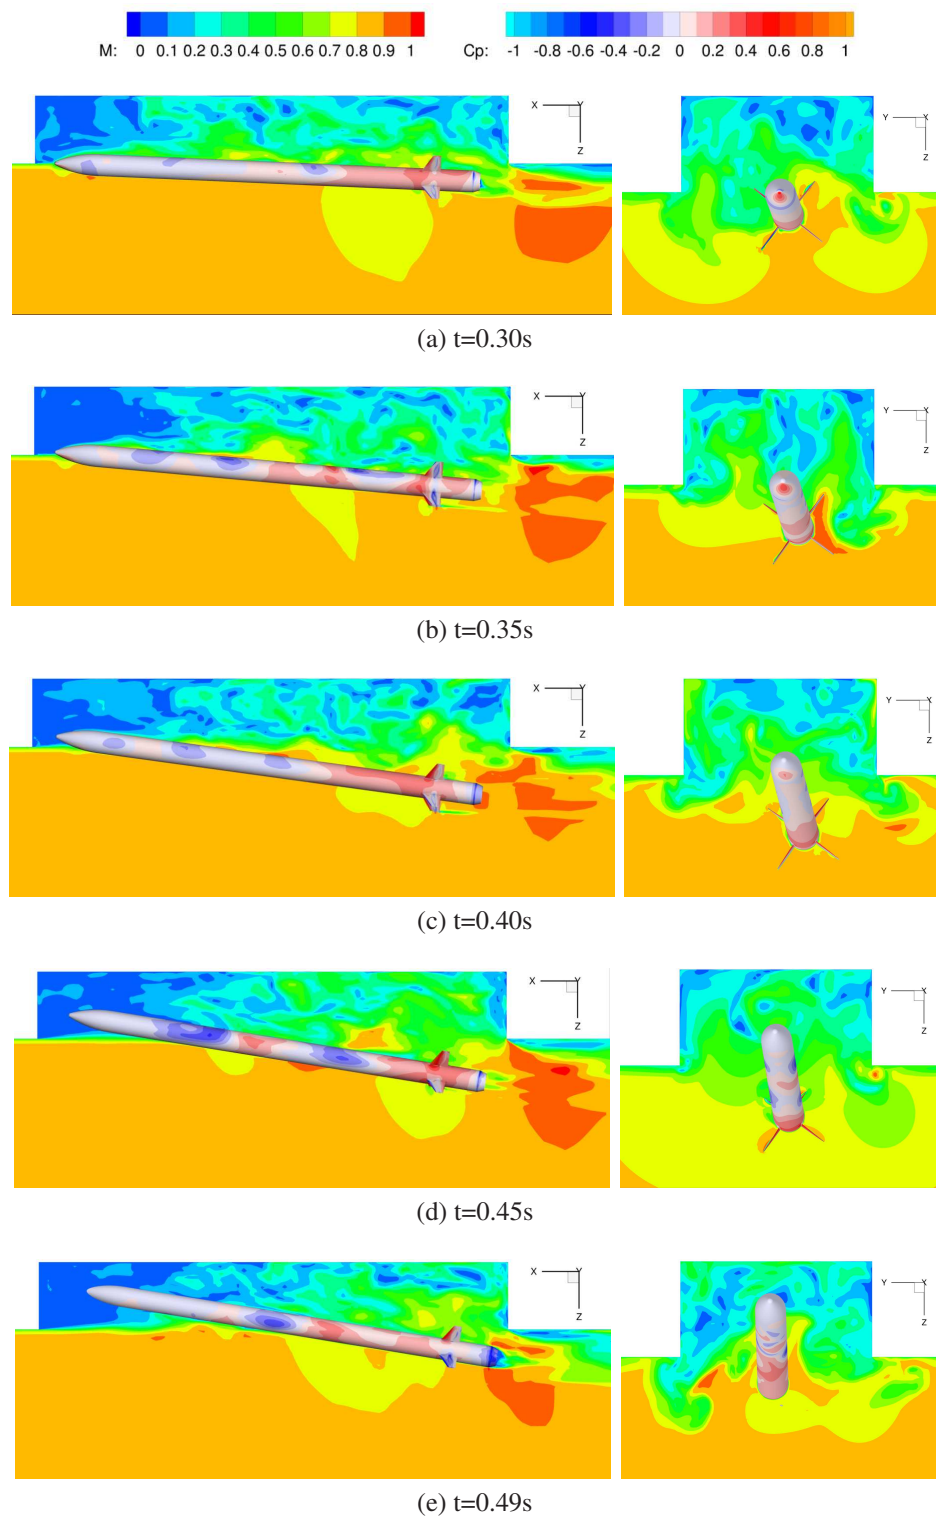 M: 0 0.1 0.2 0.3 0.4 0.5 0.6 0.7 0.8 0.9 1 Cp: -1 -0.8 -0.6 -0.4 -0.2 0 0.2 0.4 0.6 0.8 1
X Y Z Y X Z
(a) t=0.30s
X Y Z Y X Z
(b) t=0.35s
X Y Z Y X Z
(c) t=0.40s
X Y Z Y X Z
(d) t=0.45s
X Y Z Y X Z
(e) t=0.49s